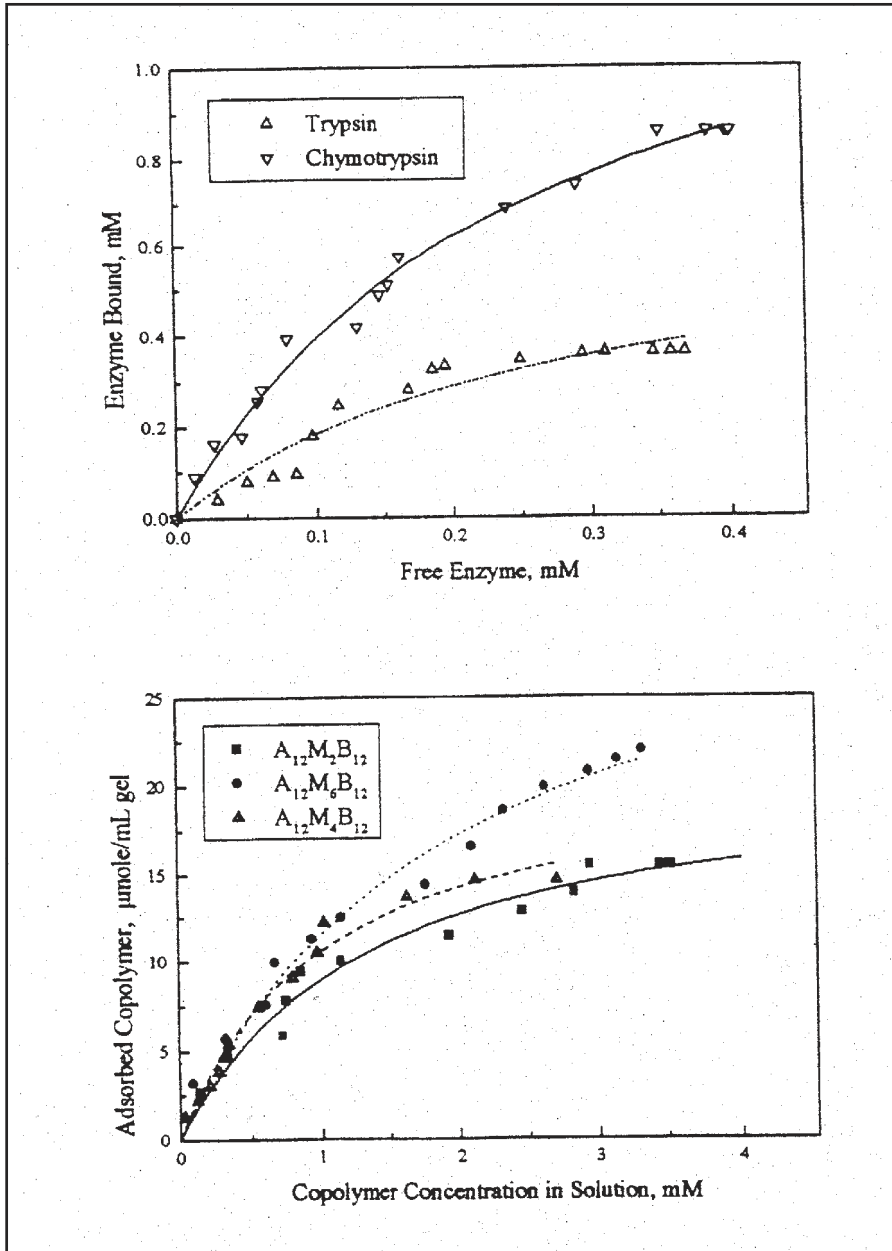 1.0
0.8
0.6
0.4
0.2
0.0
Enzyme Bound, mM
Trypsin
Chymotrypsin
0.0 0.1 0.2 0.3 0.4
Free Enzyme, mM
25
20
15
10
5
0
Adsorbed Copolymer, μmole/mL gel
A₁₂M₂B₁₂
A₁₂M₆B₁₂
A₁₂M₄B₁₂
0 1 2 3 4
Copolymer Concentration in Solution, mM